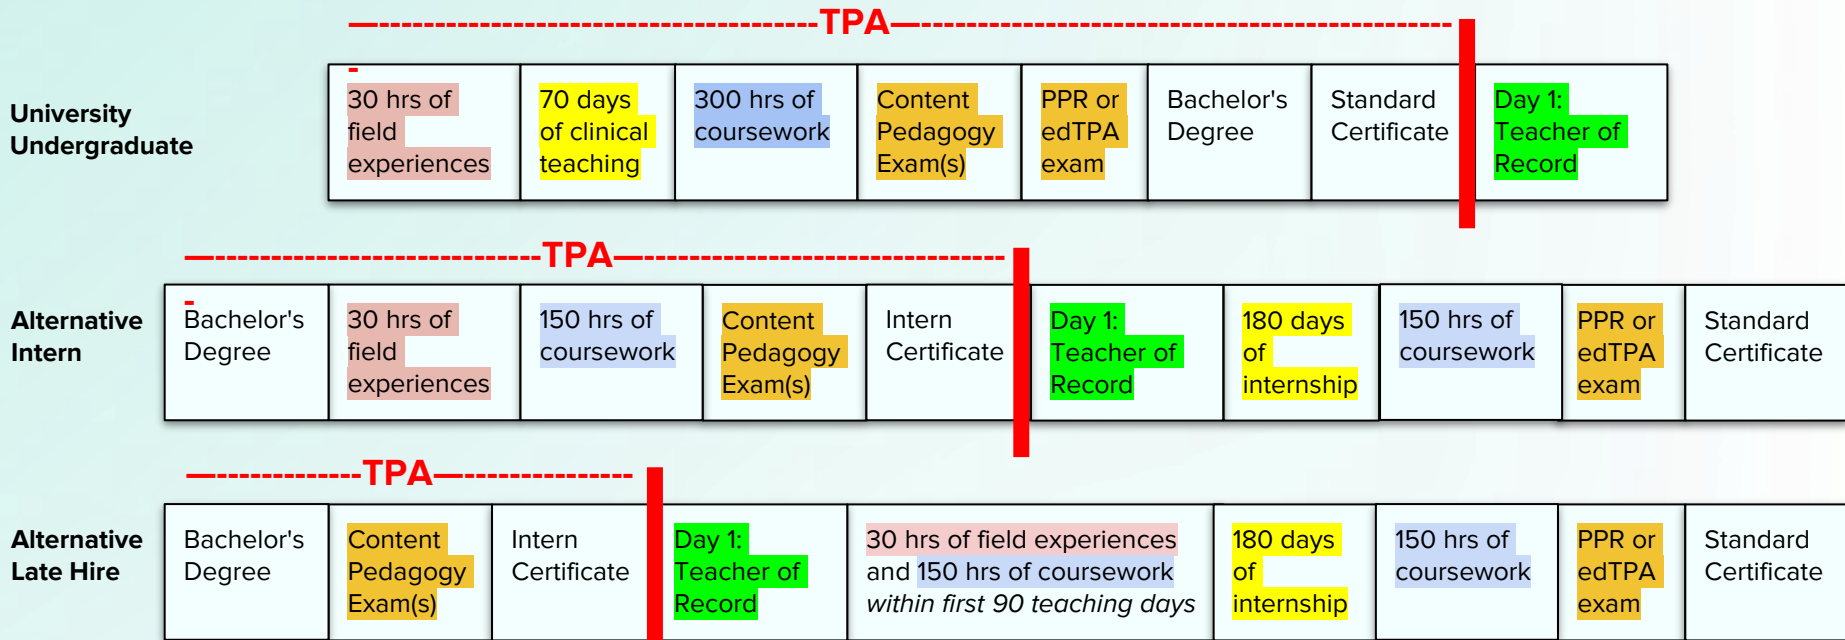 TPA
University
Undergraduate
30 hrs of
field
experiences
70 days
of clinical
teaching
300 hrs of
coursework
Content
Pedagogy
Exam(s)
PPR or
edTPA
exam
Bachelor's
Degree
Standard
Certificate
Day 1:
Teacher of
Record
TPA
Alternative
Intern
Bachelor's
Degree
30 hrs of
field
experiences
150 hrs of
coursework
Content
Pedagogy
Exam(s)
Intern
Certificate
Day 1:
Teacher of
Record
180 days
of
internship
150 hrs of
coursework
PPR or
edTPA
exam
Standard
Certificate
TPA
Alternative
Late Hire
Bachelor's
Degree
Content
Pedagogy
Exam(s)
Intern
Certificate
Day 1:
Teacher of
Record
30 hrs of field experiences
and 150 hrs of coursework
within first 90 teaching days
180 days
of
internship
150 hrs of
coursework
PPR or
edTPA
exam
Standard
Certificate